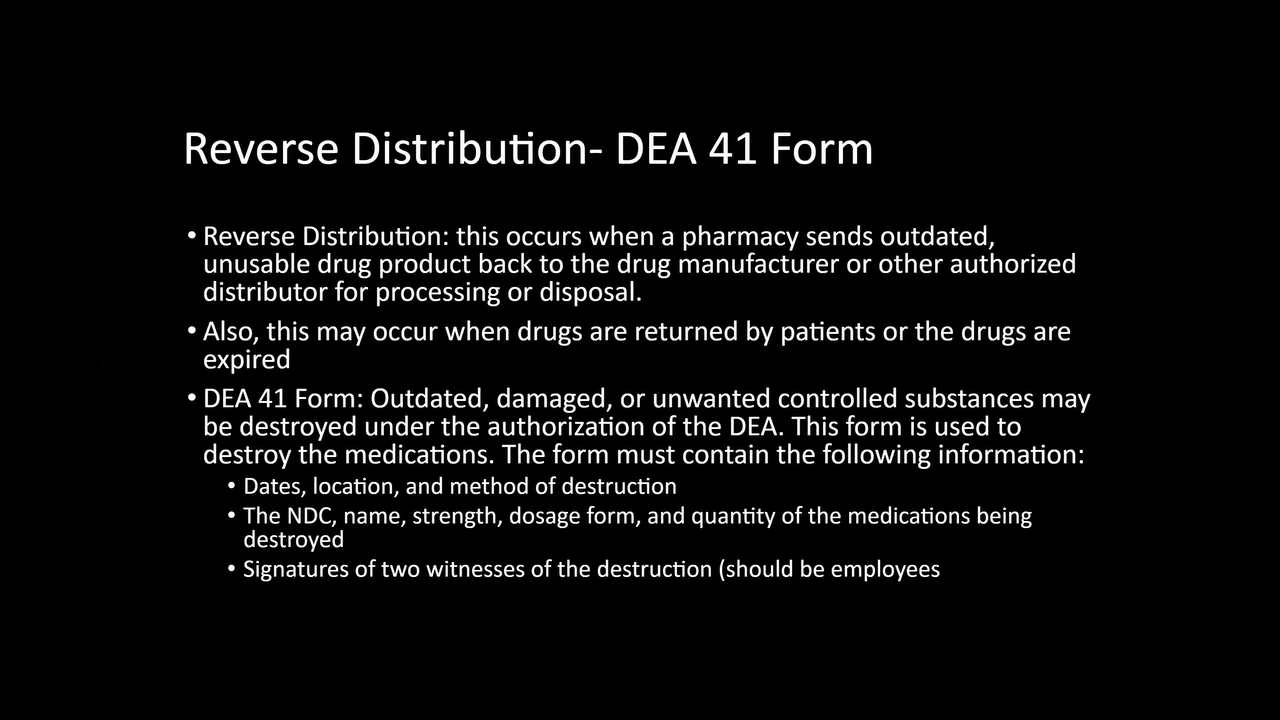 Reverse Distribution- DEA 41 Form
• Reverse Distribution: this occurs when a pharmacy sends outdated,
unusable drug product back to the drug manufacturer or other authorized
distributor for processing or disposal.
• Also, this may occur when drugs are returned by patients or the drugs are
expired
• DEA 41 Form: Outdated, damaged, or unwanted controlled substances may
be destroyed under the authorization of the DEA. This form is used to
destroy the medications. The form must contain the following information:
• Dates, location, and method of destruction
• The NDC, name, strength, dosage form, and quantity of the medications being
destroyed
• Signatures of two witnesses of the destruction (should be employees